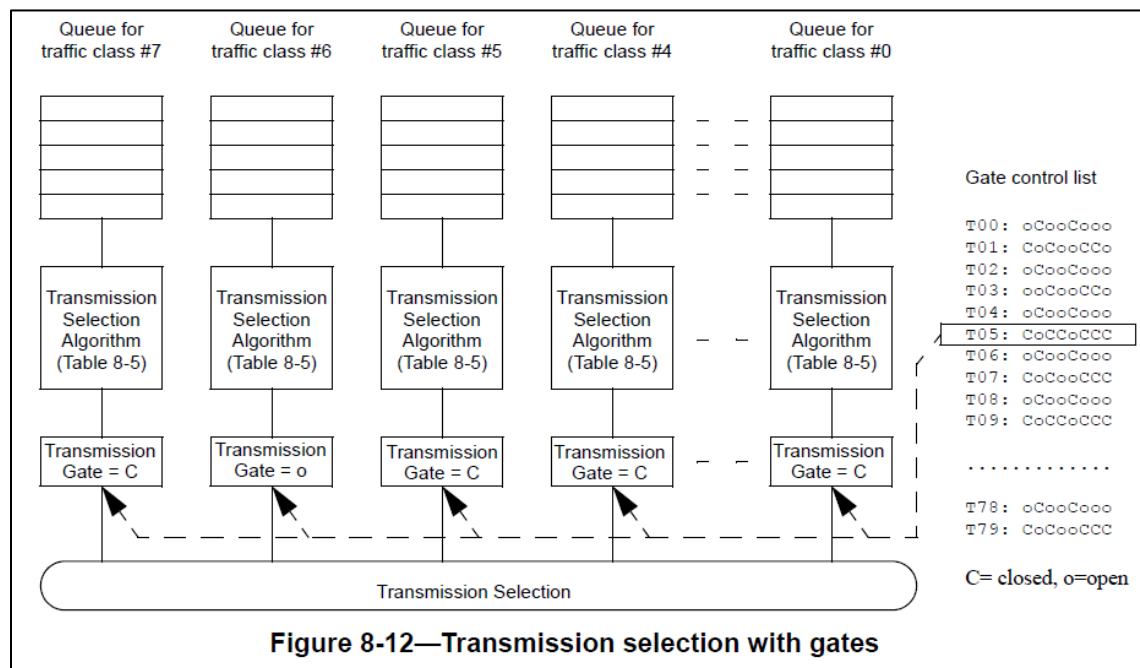 Queue for
traffic class #7
Queue for
traffic class #6
Queue for
traffic class #5
Queue for
traffic class #4
Queue for
traffic class #0
Transmission
Selection
Algorithm
(Table 8-5)
Transmission
Selection
Algorithm
(Table 8-5)
Transmission
Selection
Algorithm
(Table 8-5)
Transmission
Selection
Algorithm
(Table 8-5)
Transmission
Selection
Algorithm
(Table 8-5)
Transmission
Gate = C
Transmission
Gate = o
Transmission
Gate = C
Transmission
Gate = C
Transmission
Gate = C
Transmission Selection
Gate control list
T00: oCooCooo
T01: CoCooCCo
T02: oCooCooo
T03: ooCooCCo
T04: oCooCooo
T05: CoCCoCCC
T06: oCooCooo
T07: CoCooCCC
T08: oCooCooo
T09: CoCCoCCC
. . . . . . . . . . . . .
T78: oCooCooo
T79: CoCooCCC
C= closed, o=open
Figure 8-12—Transmission selection with gates